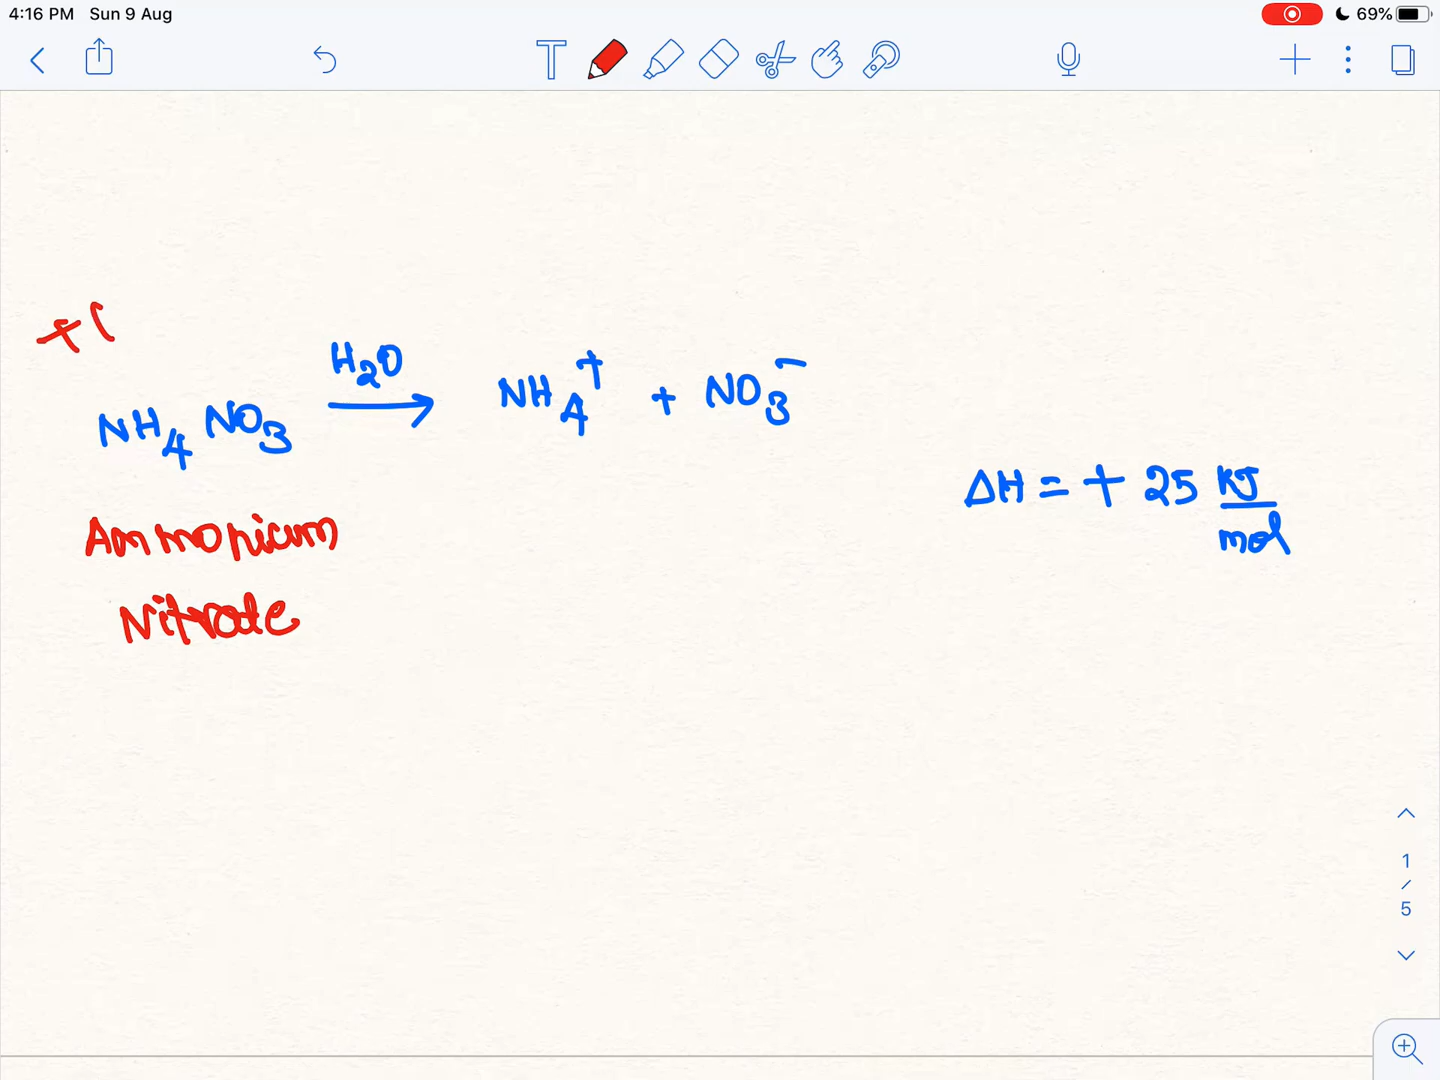 4:16 PM Sun 9 Aug 69%
T
+(
NH₄NO₃ H₂O → NH₄⁺ + NO₃⁻
ΔH = + 25 kJ/mol
Ammonium
Nitrate
1
/
5